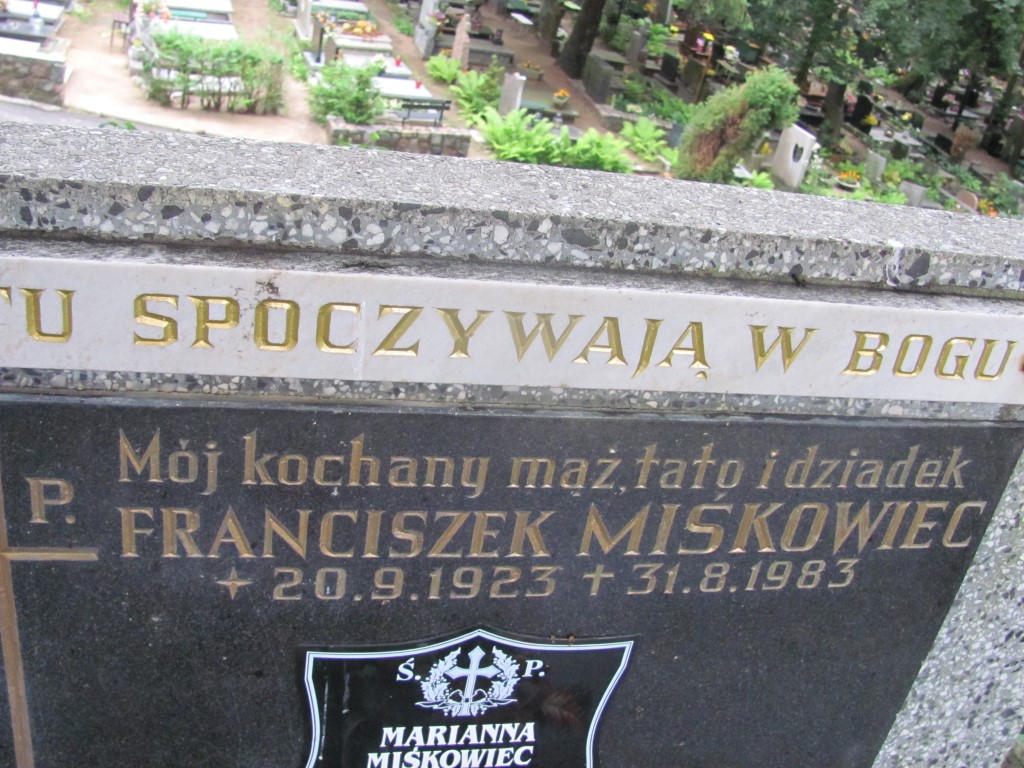 TU SPOCZYWAJĄ W BOGU
P.
Mój kochany mąż, tato i dziadek
FRANCISZEK MIŚKOWIEC
20.9.1923 31.8.1983
Ś. P.
MARIANNA
MIŚKOWIEC